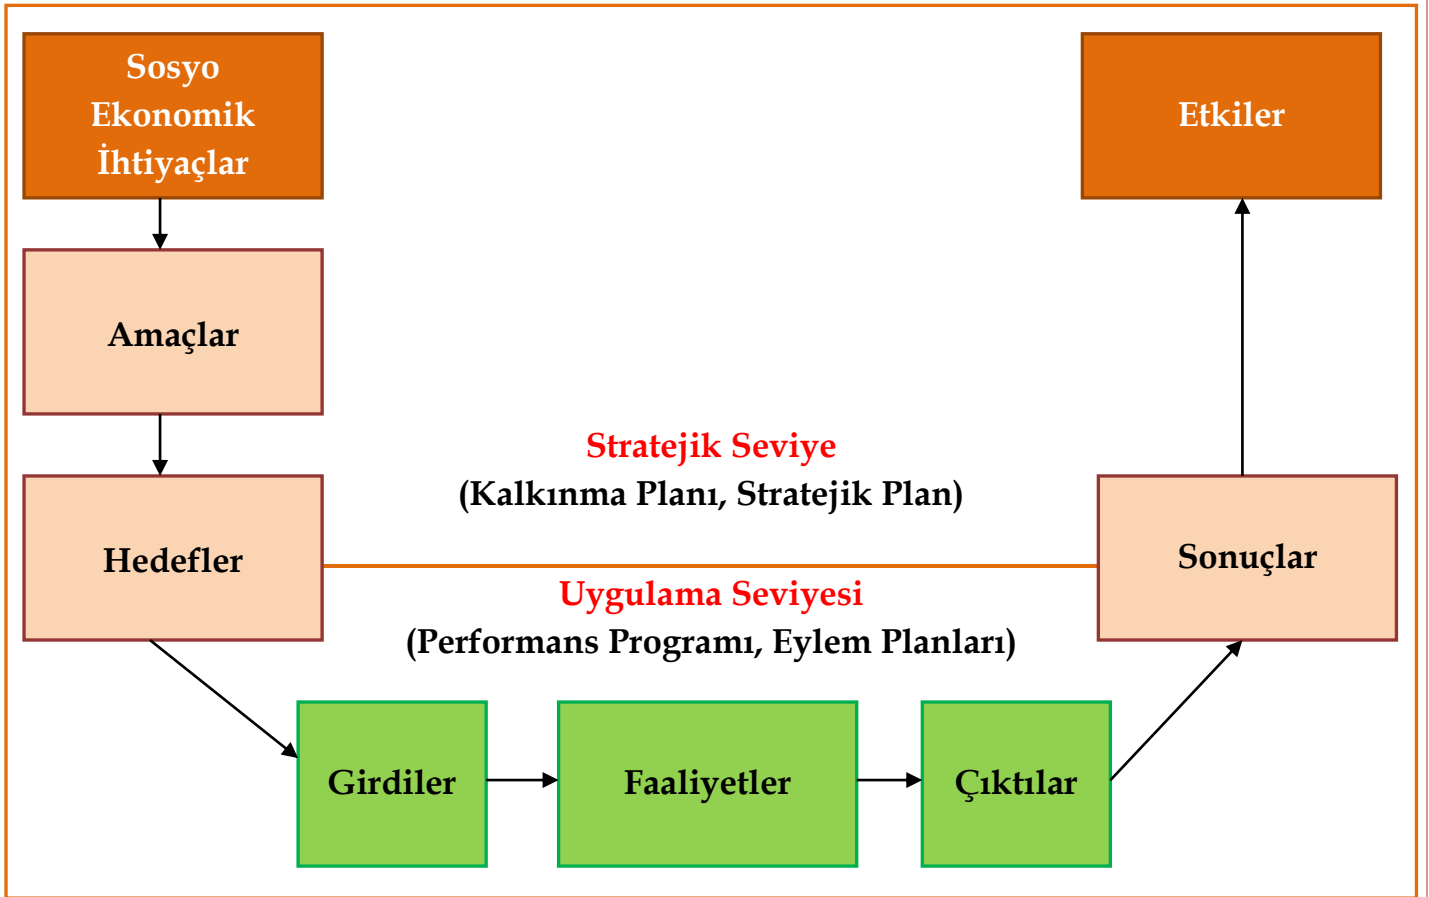 Sosyo
Ekonomik
İhtiyaçlar
Etkiler
Amaçlar
Stratejik Seviye
(Kalkınma Planı, Stratejik Plan)
Hedefler
Sonuçlar
Uygulama Seviyesi
(Performans Programı, Eylem Planları)
Girdiler
Faaliyetler
Çıktılar